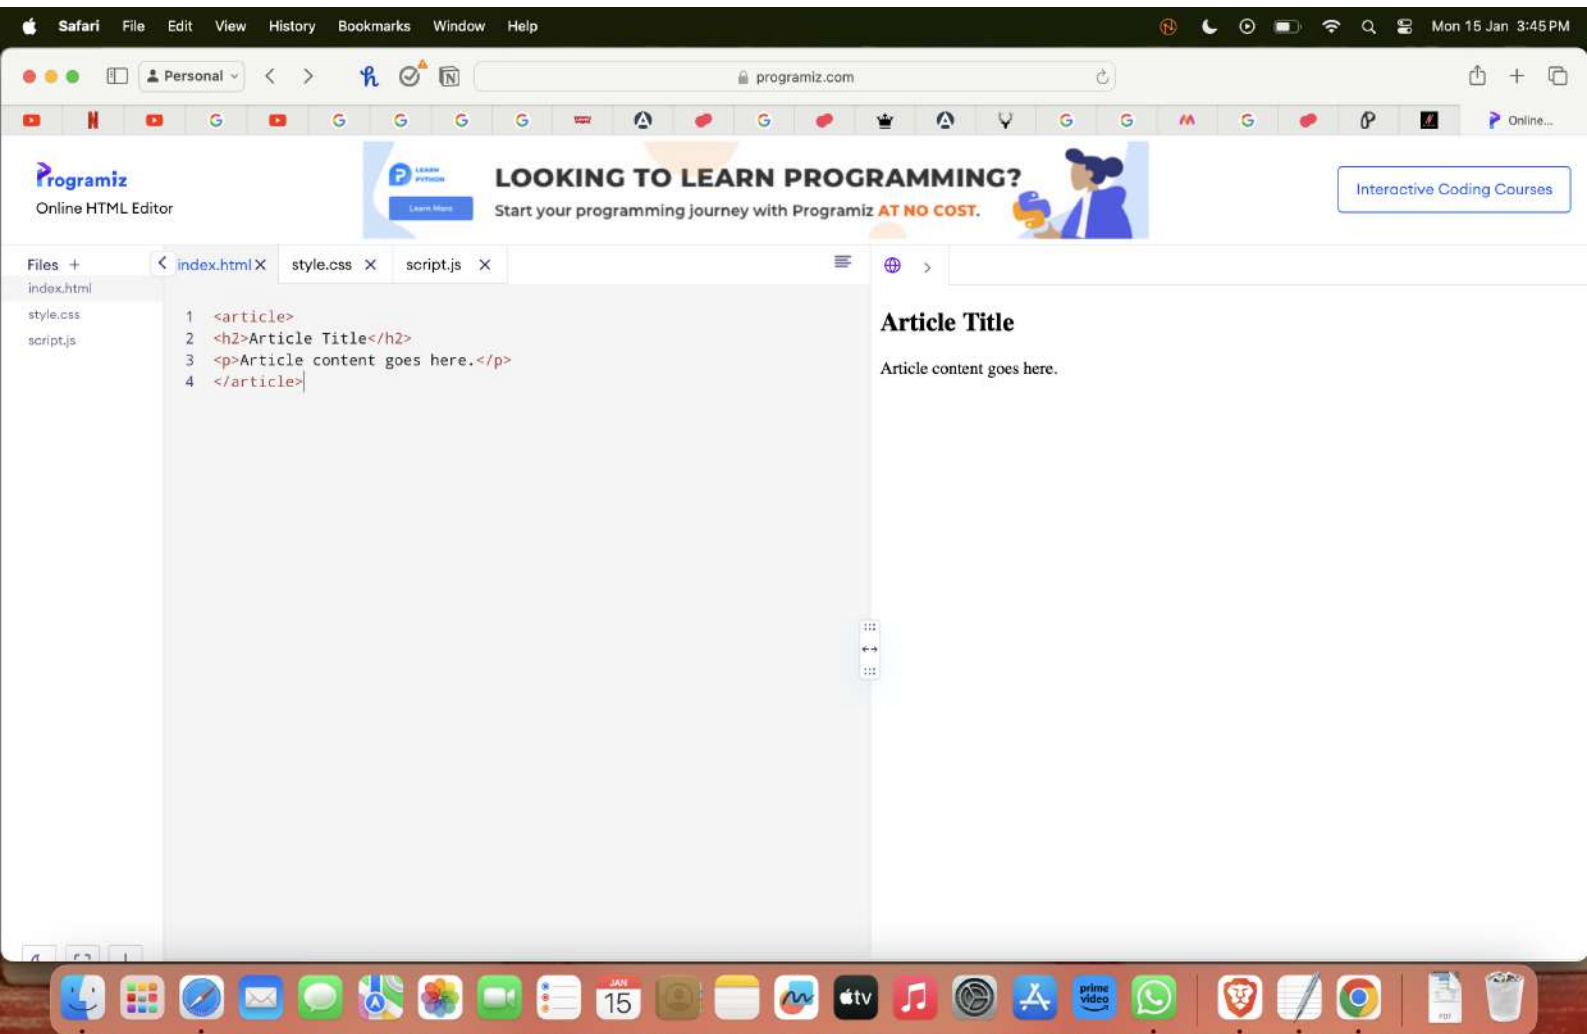 Safari File Edit View History Bookmarks Window Help Mon 15 Jan 3:45 PM
Personal programiz.com
Online...
Programiz
Online HTML Editor
LEARN PYTHON
Learn More
LOOKING TO LEARN PROGRAMMING?
Start your programming journey with Programiz AT NO COST.
Interactive Coding Courses
Files +
index.html
style.css
script.js
index.html X style.css X script.js X
1 <article>
2 <h2>Article Title</h2>
3 <p>Article content goes here.</p>
4 </article>
Article Title
Article content goes here.
JAN
15
tv
prime video
PDF